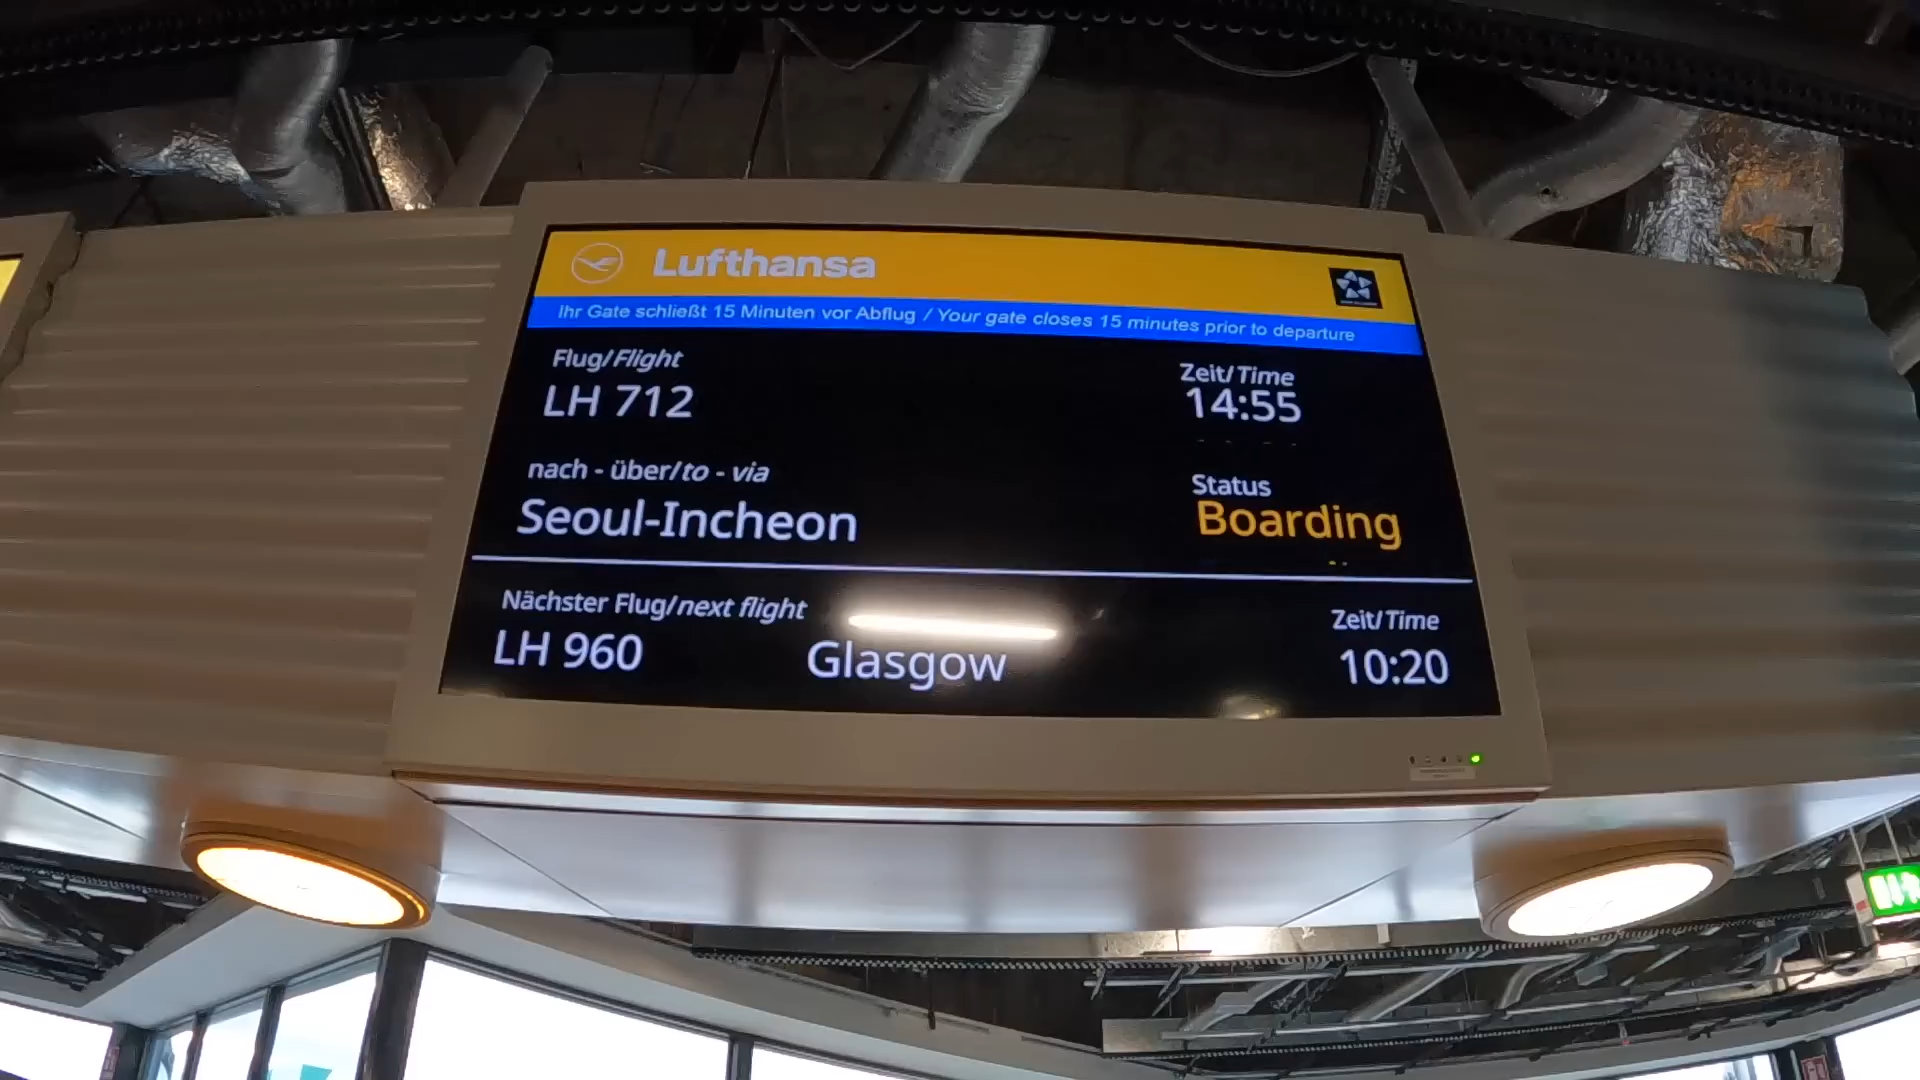 Lufthansa
Ihr Gate schließt 15 Minuten vor Abflug / Your gate closes 15 minutes prior to departure
Flug/Flight
Zeit/Time
LH 712
14:55
nach - über/to - via
Status
Seoul-Incheon
Boarding
Nächster Flug/next flight
Zeit/Time
LH 960
Glasgow
10:20